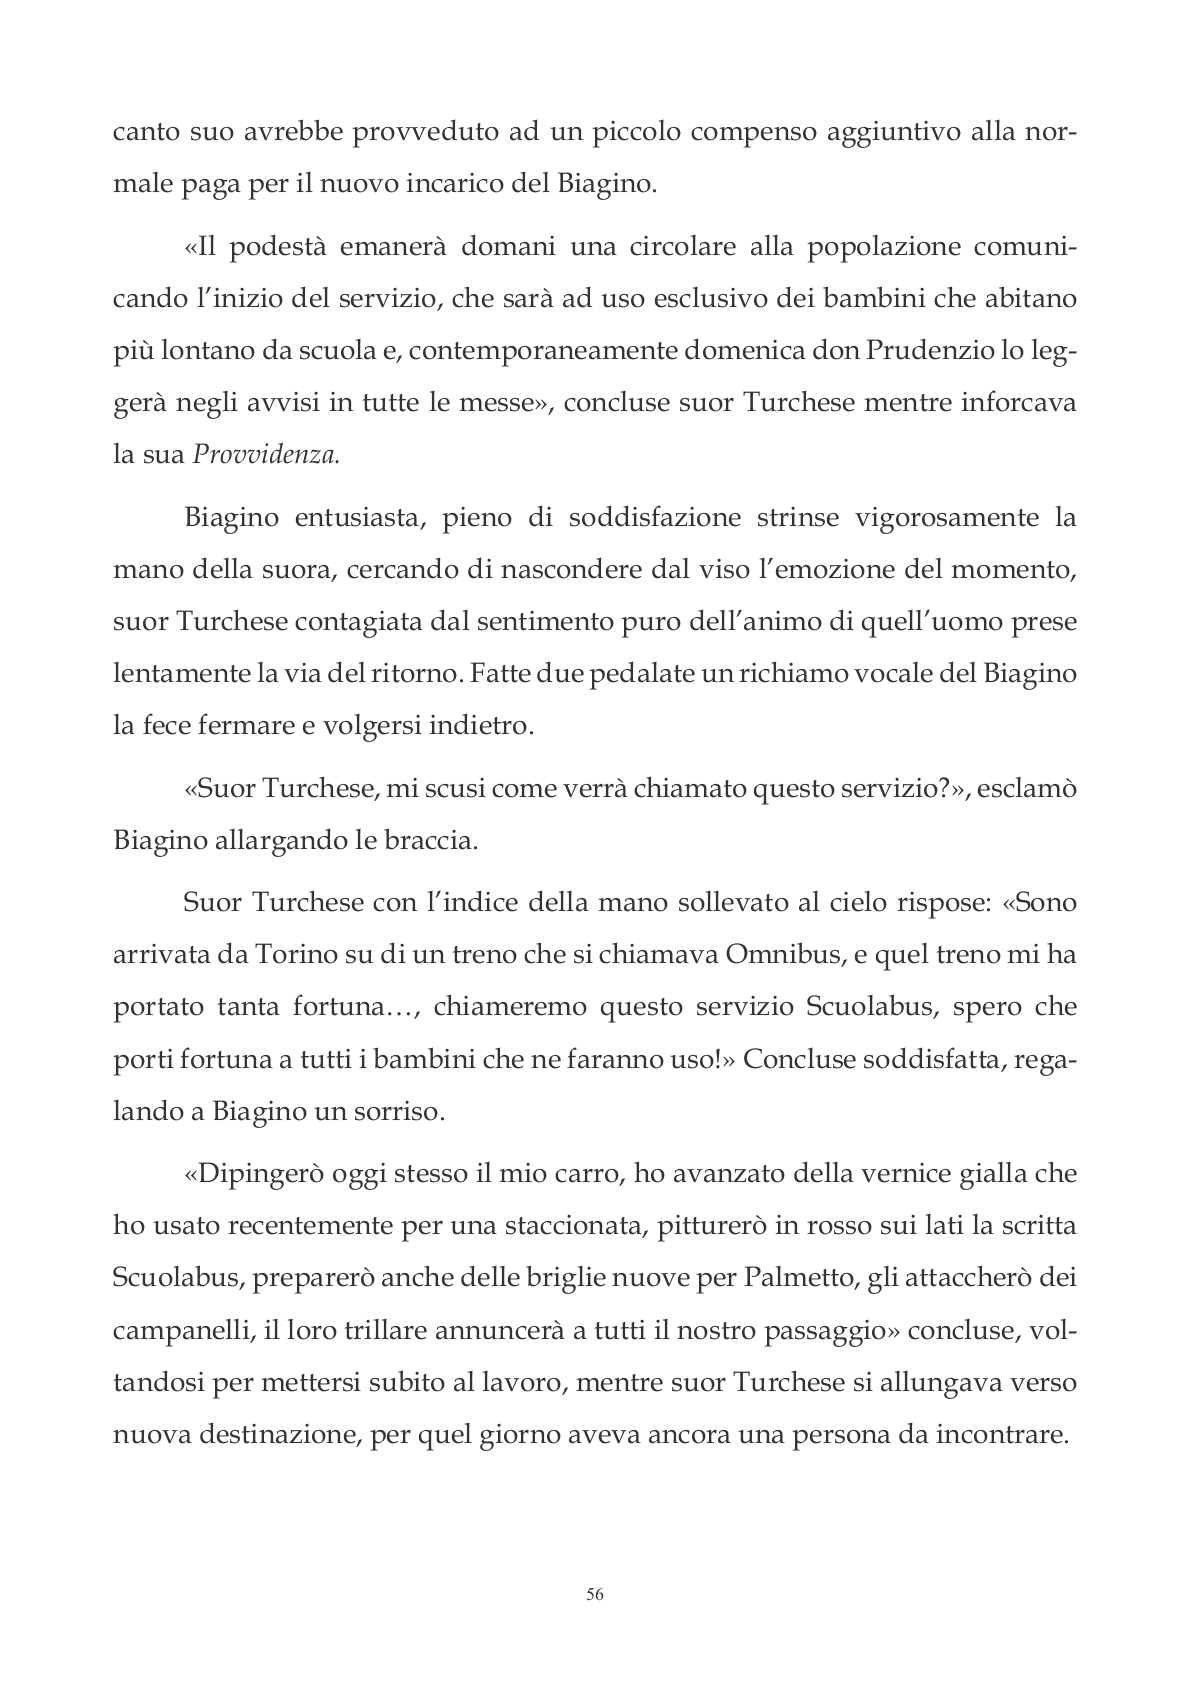 canto suo avrebbe provveduto ad un piccolo compenso aggiuntivo alla nor-
male paga per il nuovo incarico del Biagino.
«Il podestà emanerà domani una circolare alla popolazione comuni-
cando l’inizio del servizio, che sarà ad uso esclusivo dei bambini che abitano
più lontano da scuola e, contemporaneamente domenica don Prudenzio lo leg-
gerà negli avvisi in tutte le messe», concluse suor Turchese mentre inforcava
la sua Provvidenza.
Biagino entusiasta, pieno di soddisfazione strinse vigorosamente la
mano della suora, cercando di nascondere dal viso l’emozione del momento,
suor Turchese contagiata dal sentimento puro dell’animo di quell’uomo prese
lentamente la via del ritorno. Fatte due pedalate un richiamo vocale del Biagino
la fece fermare e volgersi indietro.
«Suor Turchese, mi scusi come verrà chiamato questo servizio?», esclamò
Biagino allargando le braccia.
Suor Turchese con l’indice della mano sollevato al cielo rispose: «Sono
arrivata da Torino su di un treno che si chiamava Omnibus, e quel treno mi ha
portato tanta fortuna…, chiameremo questo servizio Scuolabus, spero che
porti fortuna a tutti i bambini che ne faranno uso!» Concluse soddisfatta, rega-
lando a Biagino un sorriso.
«Dipingerò oggi stesso il mio carro, ho avanzato della vernice gialla che
ho usato recentemente per una staccionata, pitturerò in rosso sui lati la scritta
Scuolabus, preparerò anche delle briglie nuove per Palmetto, gli attaccherò dei
campanelli, il loro trillare annuncerà a tutti il nostro passaggio» concluse, vol-
tandosi per mettersi subito al lavoro, mentre suor Turchese si allungava verso
nuova destinazione, per quel giorno aveva ancora una persona da incontrare.
56